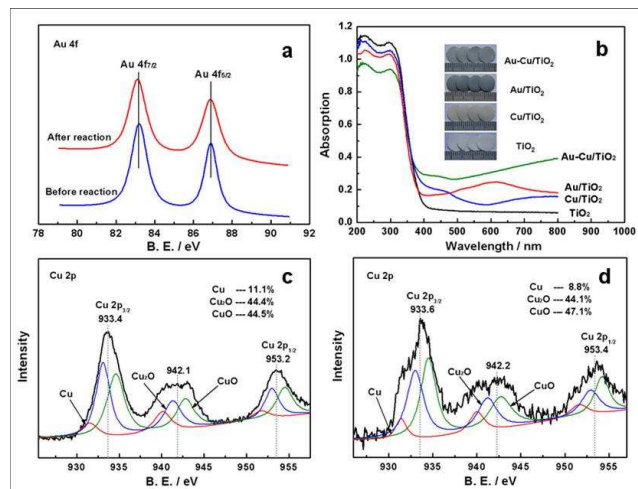 Au 4f
a
Au 4f7/2
Au 4f5/2
After reaction
Before reaction
78 80 82 84 86 88 90 92
B. E. / eV
b
Absorption
1.2
1.0
0.8
0.6
0.4
0.2
0.0
Au-Cu/TiO2
Au/TiO2
Cu/TiO2
TiO2
Au-Cu/TiO2
Au/TiO2
Cu/TiO2
TiO2
200 300 400 500 600 700 800 900 1000
Wavelength / nm
Cu 2p
c
Cu --- 11.1%
Cu2O --- 44.4%
CuO --- 44.5%
Cu 2p3/2
933.4
Cu
Cu2O
942.1
CuO
Cu 2p1/2
953.2
Intensity
930 935 940 945 950 955
B. E. / eV
Cu 2p
d
Cu --- 8.8%
Cu2O --- 44.1%
CuO --- 47.1%
Cu 2p3/2
933.6
Cu
Cu2O
942.2
CuO
Cu 2p1/2
953.4
Intensity
930 935 940 945 950 955
B. E. / eV